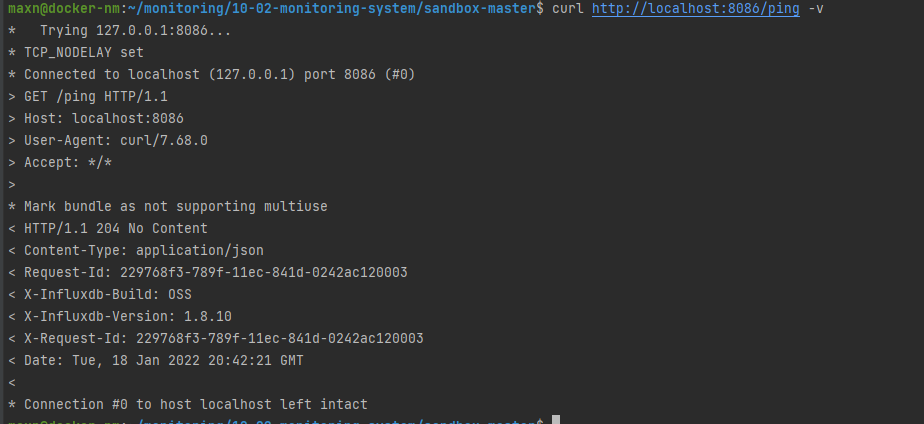 maxn@docker-nm:~/monitoring/10-02-monitoring-system/sandbox-master$ curl http://localhost:8086/ping -v
*   Trying 127.0.0.1:8086...
* TCP_NODELAY set
* Connected to localhost (127.0.0.1) port 8086 (#0)
> GET /ping HTTP/1.1
> Host: localhost:8086
> User-Agent: curl/7.68.0
> Accept: */*
>
* Mark bundle as not supporting multiuse
< HTTP/1.1 204 No Content
< Content-Type: application/json
< Request-Id: 229768f3-789f-11ec-841d-0242ac120003
< X-Influxdb-Build: OSS
< X-Influxdb-Version: 1.8.10
< X-Request-Id: 229768f3-789f-11ec-841d-0242ac120003
< Date: Tue, 18 Jan 2022 20:42:21 GMT
<
* Connection #0 to host localhost left intact
maxn@docker-nm:~/monitoring/10-02-monitoring-system/sandbox-master$